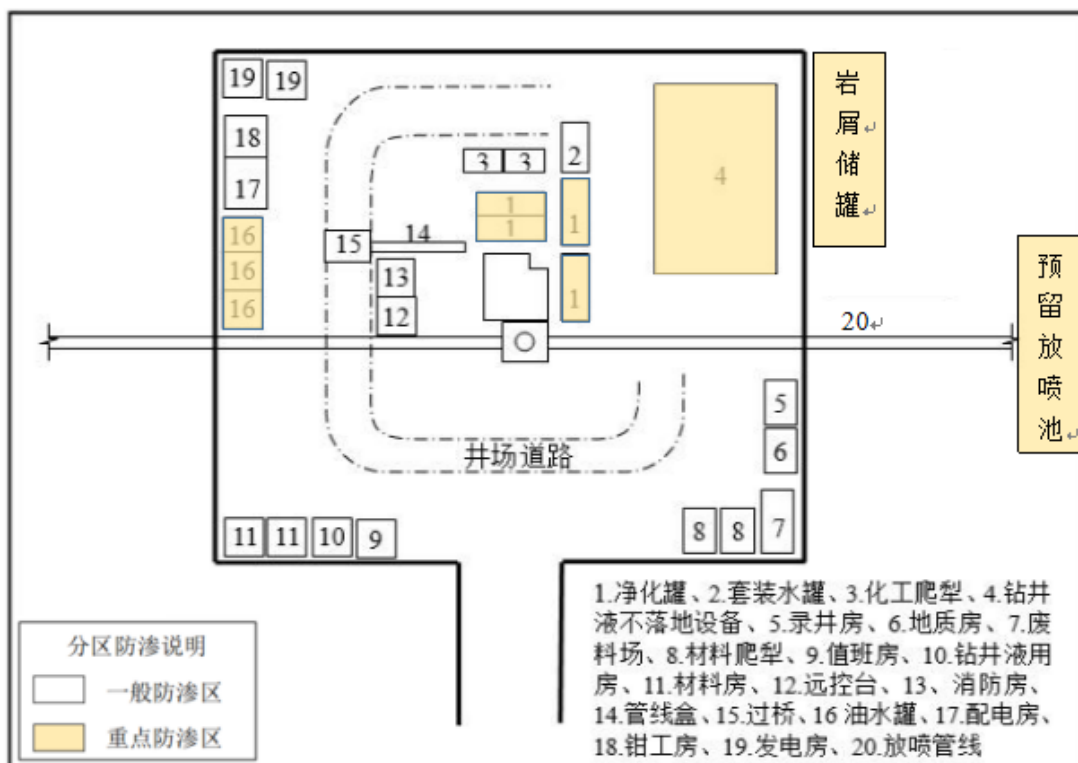 19 19
岩
屑
储
罐
18
3 3
2
17
4
1
1
1
16
15
14
16
13
1
预
留
放
喷
池
16
12
20
5
6
井场道路
11 11 10 9
8 8 7
1.净化罐、2.套装水罐、3.化工爬犁、4.钻井
液不落地设备、5.录井房、6.地质房、7.废
料场、8.材料爬犁、9.值班房、10.钻井液用
房、11.材料房、12.远控台、13、消防房、
14.管线盒、15.过桥、16 油水罐、17.配电房、
18.钳工房、19.发电房、20.放喷管线
分区防渗说明
一般防渗区
重点防渗区